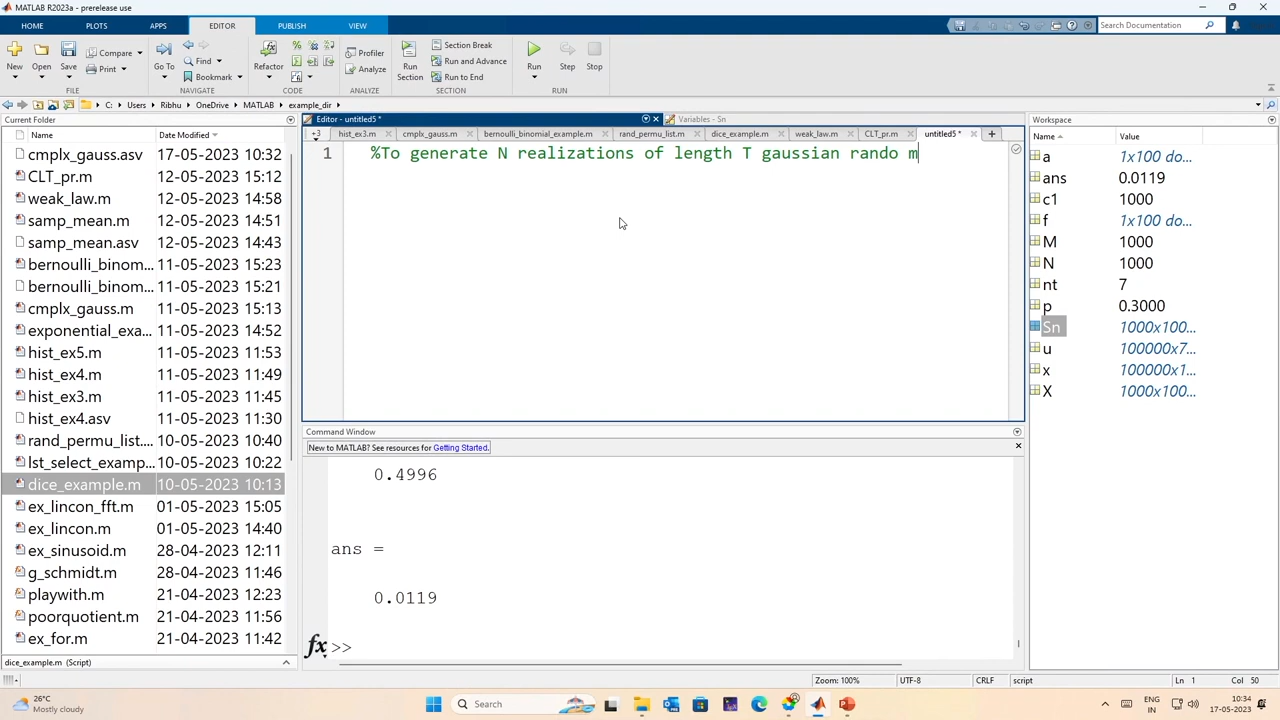 MATLAB R2023a - prerelease use
HOME PLOTS APPS EDITOR PUBLISH VIEW
Search Documentation
New Open Save Compare Print Go To Find Bookmark Refactor Profiler Analyze Run Section Section Break Run and Advance Run to End Run Step Stop
FILE NAVIGATE CODE ANALYZE SECTION RUN
C: Users Ribhu OneDrive MATLAB example_dir
Current Folder
Name Date Modified
cmplx_gauss.asv 17-05-2023 10:32
CLT_pr.m 12-05-2023 15:12
weak_law.m 12-05-2023 14:58
samp_mean.m 12-05-2023 14:51
samp_mean.asv 12-05-2023 14:43
bernoulli_binom... 11-05-2023 15:23
bernoulli_binom... 11-05-2023 15:21
cmplx_gauss.m 11-05-2023 15:13
exponential_exa... 11-05-2023 14:52
hist_ex5.m 11-05-2023 11:53
hist_ex4.m 11-05-2023 11:49
hist_ex3.m 11-05-2023 11:45
hist_ex4.asv 11-05-2023 11:30
rand_permu_list.... 10-05-2023 10:40
lst_select_examp... 10-05-2023 10:22
dice_example.m 10-05-2023 10:13
ex_lincon_fft.m 01-05-2023 15:05
ex_lincon.m 01-05-2023 14:40
ex_sinusoid.m 28-04-2023 12:11
g_schmidt.m 28-04-2023 11:46
playwith.m 21-04-2023 12:23
poorquotient.m 21-04-2023 11:56
ex_for.m 21-04-2023 11:42
dice_example.m (Script)
Editor - untitled5 *
Variables - Sn
+3 hist_ex3.m cmplx_gauss.m bernoulli_binomial_example.m rand_permu_list.m dice_example.m weak_law.m CLT_pr.m untitled5 *
1 %To generate N realizations of length T gaussian rando m
Command Window
New to MATLAB? See resources for Getting Started.
0.4996
ans =
0.0119
fx >>
Workspace
Name Value
a 1x100 do...
ans 0.0119
c1 1000
f 1x100 do...
M 1000
N 1000
nt 7
p 0.3000
Sn 1000x100...
u 100000x7...
x 100000x1...
X 1000x100...
Zoom: 100% UTF-8 CRLF script Ln 1 Col 50
26°C
Mostly cloudy
Search
ENG
IN
10:34
17-05-2023